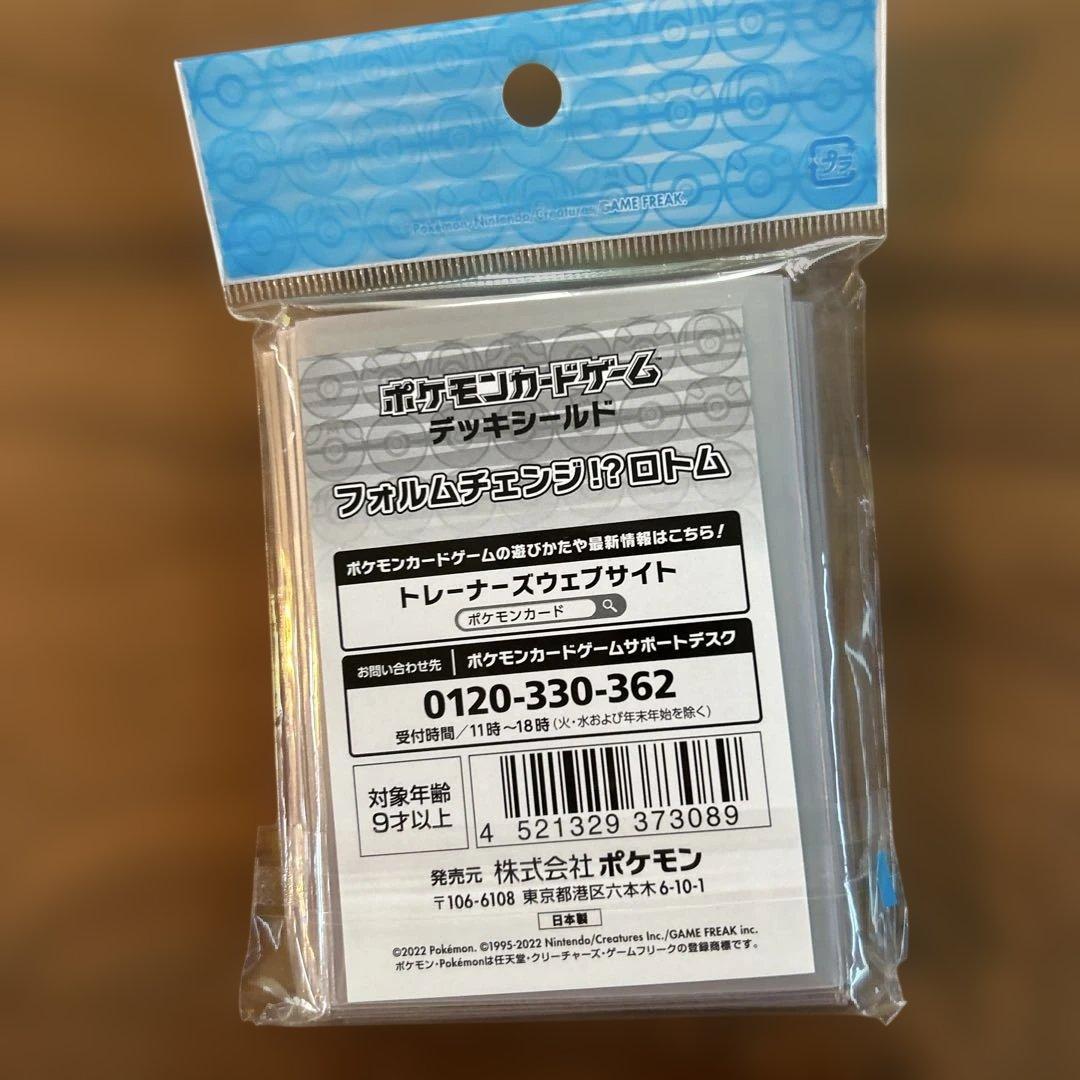 プラ
©Pokémon. Nintendo/Creatures/GAME FREAK.
ポケモンカードゲーム™
デッキシールド
フォルムチェンジ!?ロトム
ポケモンカードゲームの遊びかたや最新情報はこちら!
トレーナーズウェブサイト
ポケモンカード
お問い合わせ先 | ポケモンカードゲームサポートデスク
0120-330-362
受付時間/11時~18時(火・水および年末年始を除く)
対象年齢
9才以上
4 521329 373089
発売元 株式会社 ポケモン
〒106-6108 東京都港区六本木6-10-1
日本製
©2022 Pokémon. ©1995-2022 Nintendo/Creatures Inc./GAME FREAK inc.
ポケモン・Pokémonは任天堂・クリーチャーズ・ゲームフリークの登録商標です。